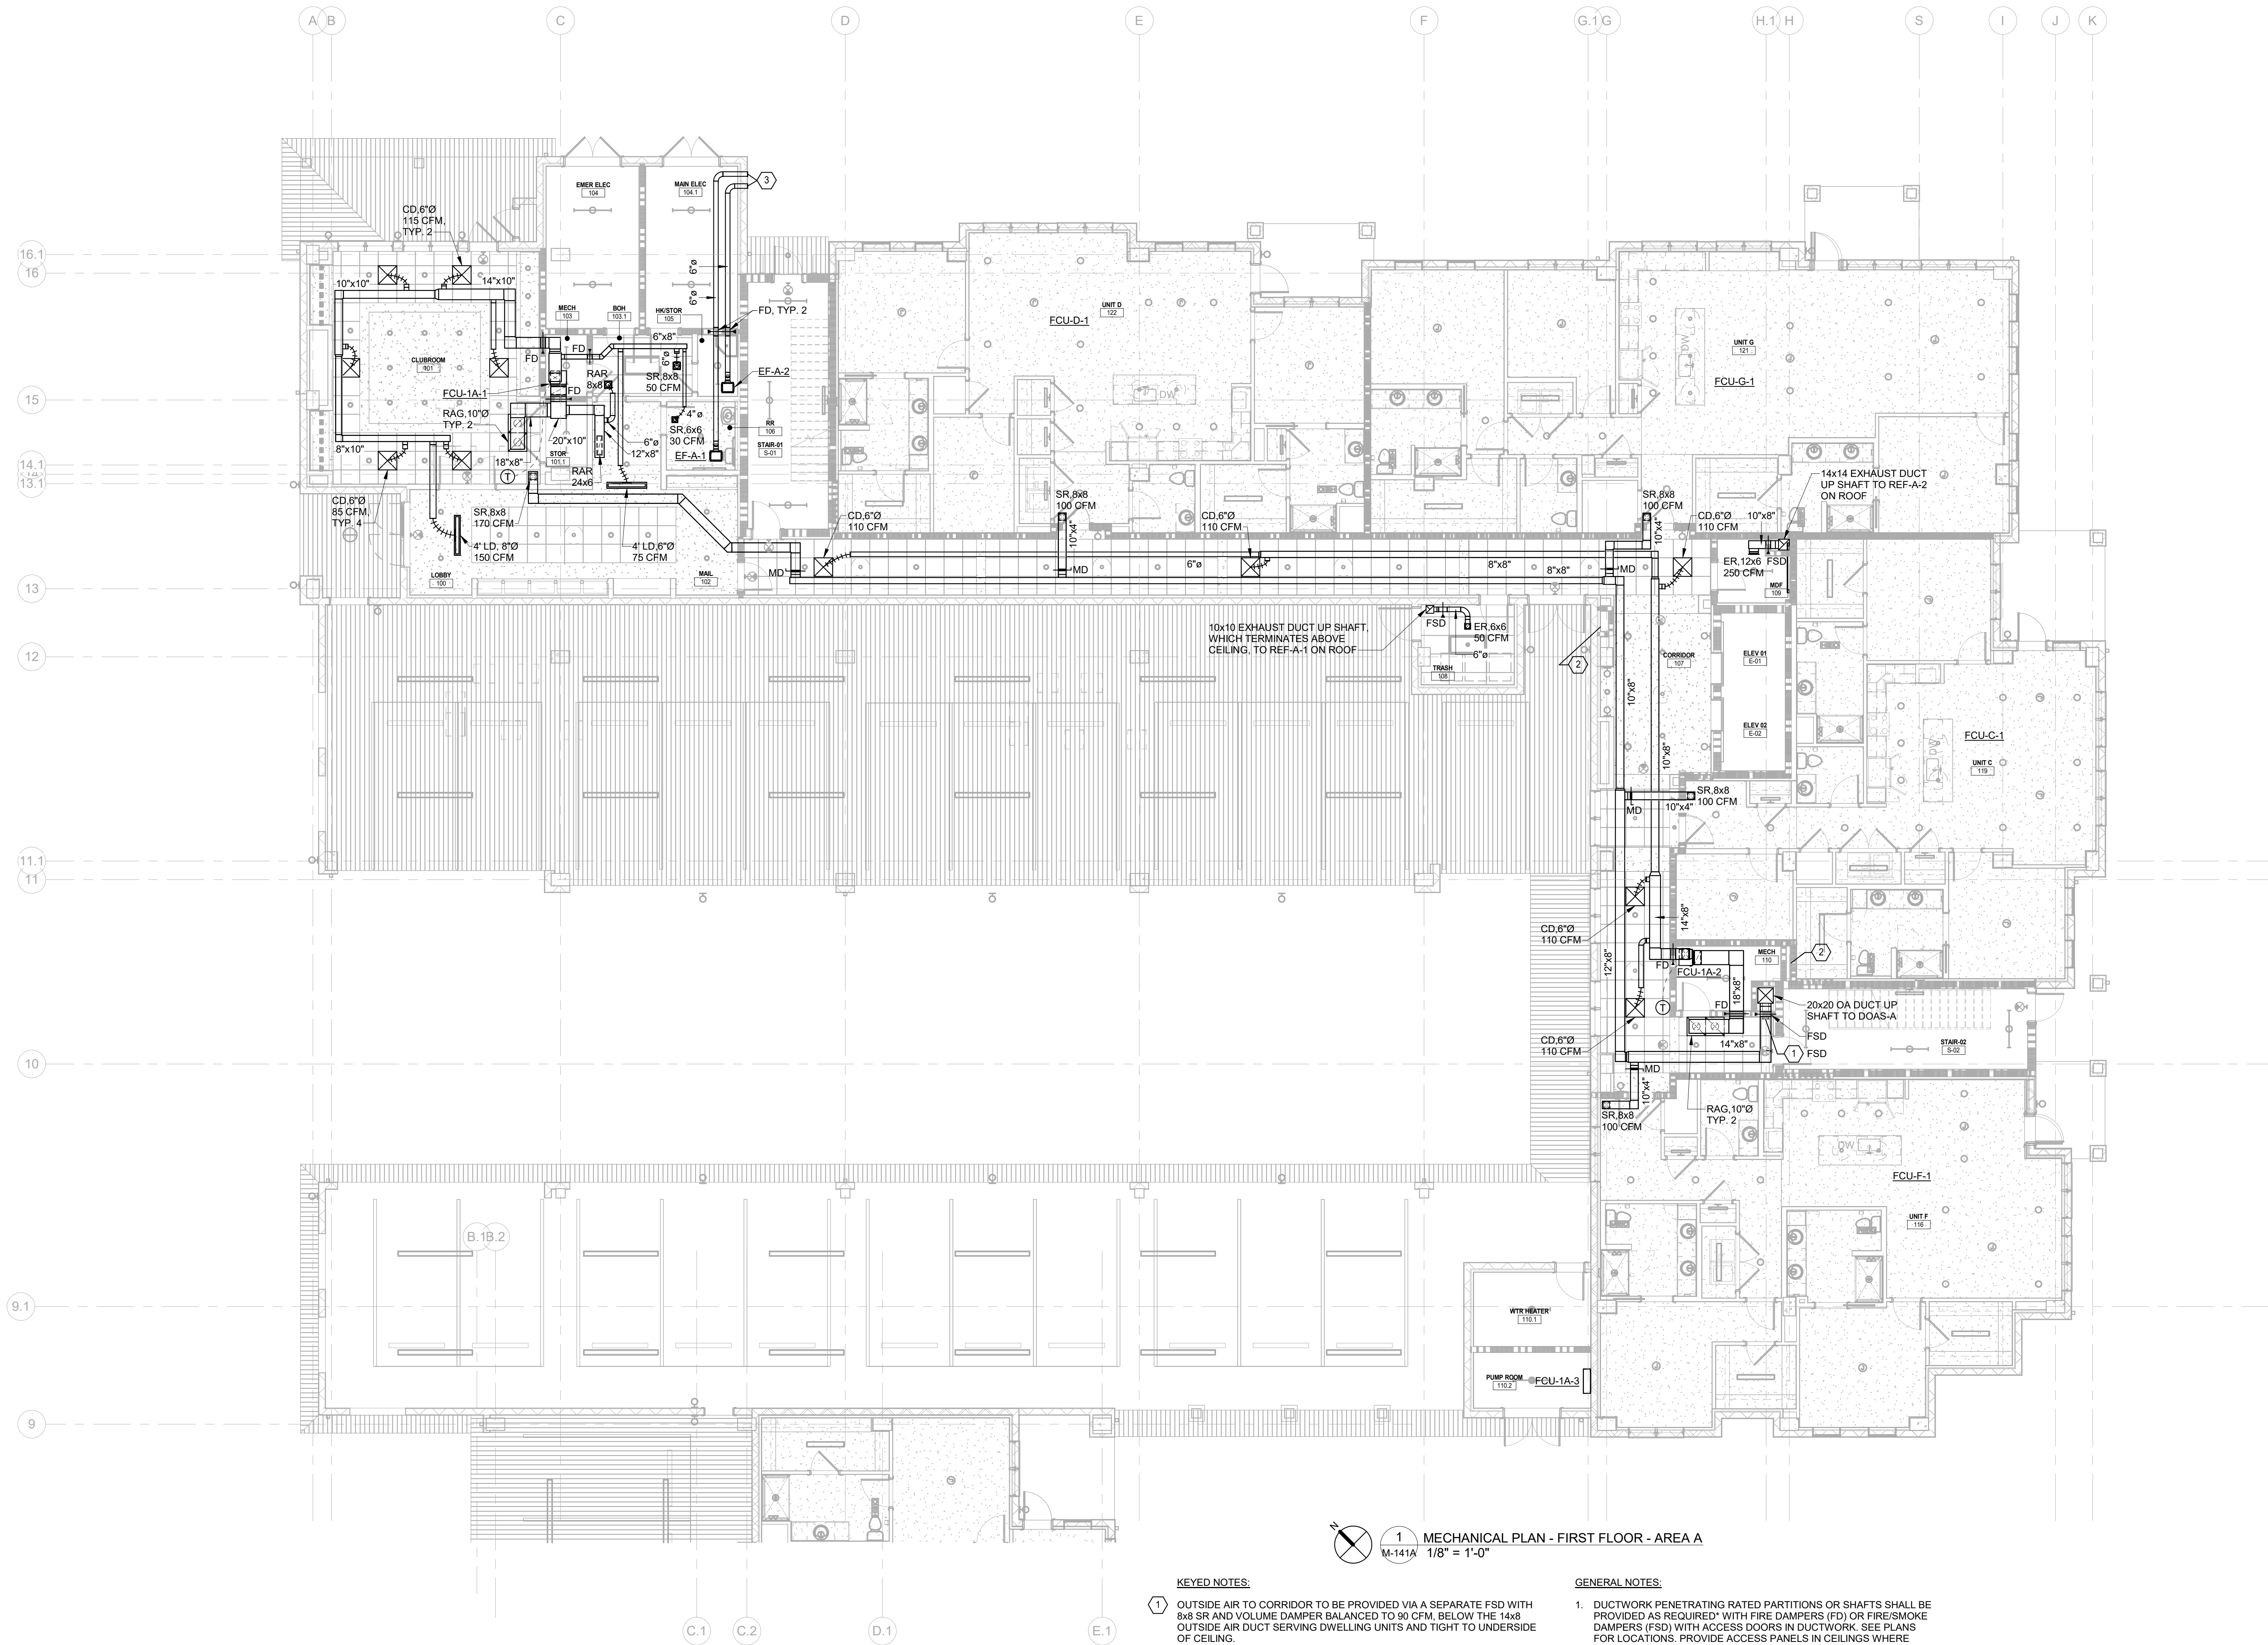 A B C D E F G.1 G H.1 H S I J K
16.1
16
15
14.1
13.1
13
12
11.1
11
10
9.1
9
B.1 B.2
C.1 C.2 D.1 E.1
EMER ELEC
104
MAIN ELEC
104.1
3
CD,6"Ø
115 CFM,
TYP. 2
10"x10"
14"x10"
6"ø
6"ø
MECH
103
BOH
103.1
HK/STOR
105
FD, TYP. 2
6"x8"
FD
FD
6"ø
CLUBROOM
101
RAR
8x8
SR,8x8
50 CFM
EF-A-2
FCU-1A-1
FD
RAG,10"Ø
TYP. 2
4"ø
SR,6x6
30 CFM
RR
106
STAIR-01
S-01
20"x10"
6"ø
12"x8"
EF-A-1
8"x10"
18"x8"
STOR
101.1
RAR
24x6
T
CD,6"Ø
85 CFM,
TYP. 4
SR,8x8
170 CFM
4' LD, 8"Ø
150 CFM
4' LD,6"Ø
75 CFM
LOBBY
100
MAIL
102
MD
CD,6"Ø
110 CFM
UNIT D
122
FCU-D-1
DW
SR,8x8
100 CFM
10"x4"
MD
CD,6"Ø
110 CFM
6"ø
8"x8"
8"x8"
UNIT G
121
FCU-G-1
DW
SR,8x8
100 CFM
10"x4"
MD
CD,6"Ø
110 CFM
10"x8"
14x14 EXHAUST DUCT
UP SHAFT TO REF-A-2
ON ROOF
ER,12x6
250 CFM
FSD
MDF
109
10x10 EXHAUST DUCT UP SHAFT,
WHICH TERMINATES ABOVE
CEILING, TO REF-A-1 ON ROOF
FSD
ER,6x6
50 CFM
6"ø
TRASH
108
2
CORRIDOR
107
ELEV 01
E-01
ELEV 02
E-02
10"x8"
10"x8"
FCU-C-1
UNIT C
119
DW
SR,8x8
100 CFM
10"x4"
MD
CD,6"Ø
110 CFM
14"x8"
12"x8"
FD
FCU-1A-2
MECH
110
2
18"x8"
T
FD
20x20 OA DUCT UP
SHAFT TO DOAS-A
FSD
1
FSD
CD,6"Ø
110 CFM
14"x8"
STAIR-02
S-02
MD
10"x4"
SR,8x8
100 CFM
RAG,10"Ø
TYP. 2
DW
FCU-F-1
UNIT F
116
WTR HEATER
110.1
PUMP ROOM
110.2
FCU-1A-3
N
1
M-141A
MECHANICAL PLAN - FIRST FLOOR - AREA A
1/8" = 1'-0"
KEYED NOTES:
1 OUTSIDE AIR TO CORRIDOR TO BE PROVIDED VIA A SEPARATE FSD WITH
8x8 SR AND VOLUME DAMPER BALANCED TO 90 CFM, BELOW THE 14x8
OUTSIDE AIR DUCT SERVING DWELLING UNITS AND TIGHT TO UNDERSIDE
OF CEILING.
GENERAL NOTES:
1. DUCTWORK PENETRATING RATED PARTITIONS OR SHAFTS SHALL BE
PROVIDED AS REQUIRED* WITH FIRE DAMPERS (FD) OR FIRE/SMOKE
DAMPERS (FSD) WITH ACCESS DOORS IN DUCTWORK. SEE PLANS
FOR LOCATIONS. PROVIDE ACCESS PANELS IN CEILINGS WHERE